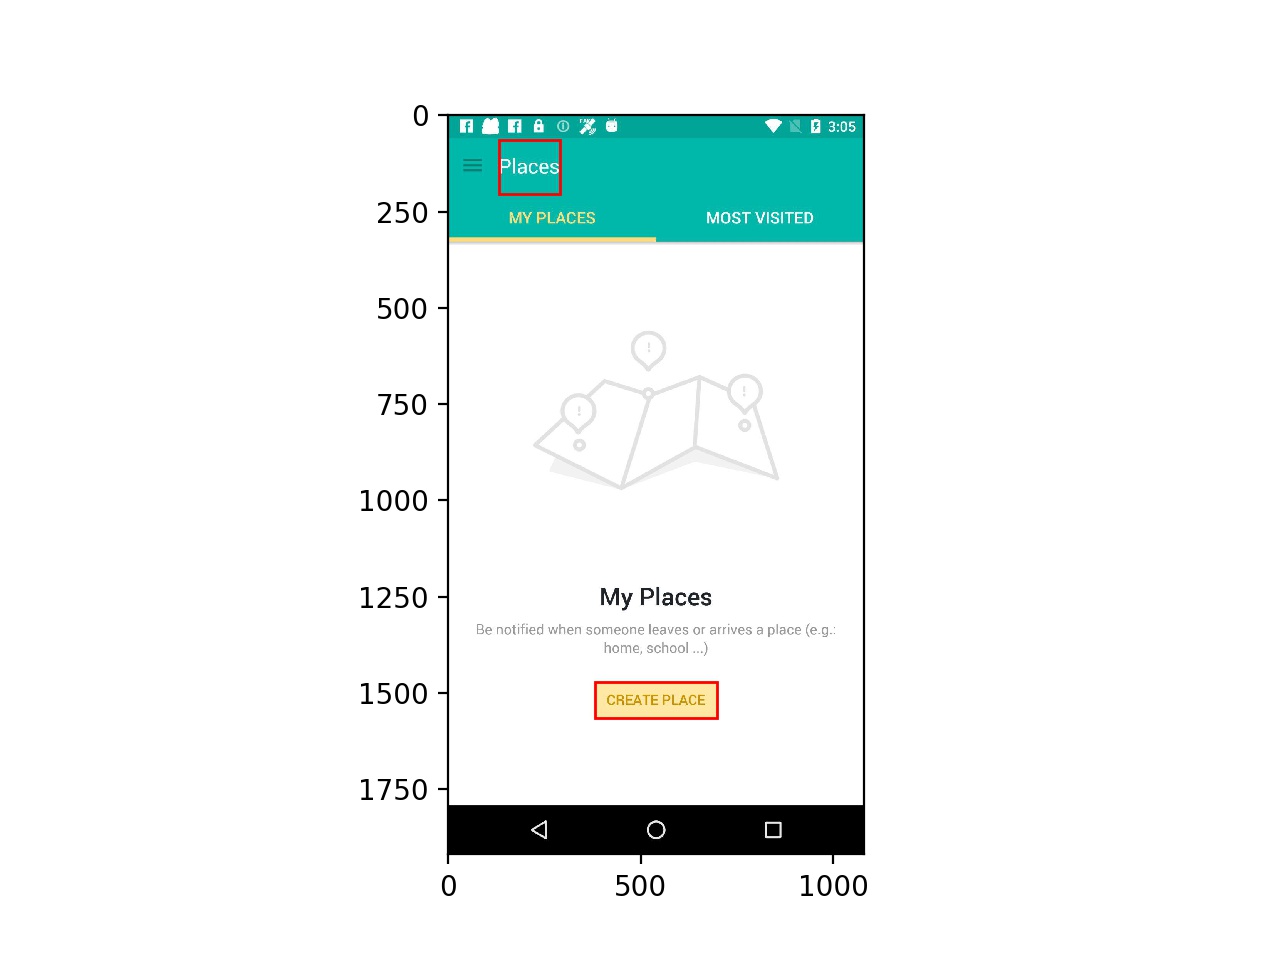 0
3:05
Places
250
MY PLACES MOST VISITED
500
750
1000
1250
My Places
Be notified when someone leaves or arrives a place (e.g.:
home, school ...)
1500
CREATE PLACE
1750
0 500 1000